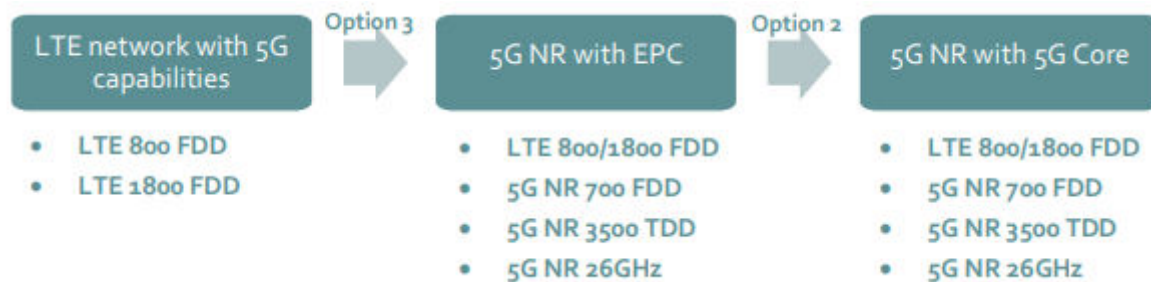 LTE network with 5G
capabilities
Option 3
5G NR with EPC
Option 2
5G NR with 5G Core
• LTE 800 FDD
• LTE 1800 FDD
• LTE 800/1800 FDD
• 5G NR 700 FDD
• 5G NR 3500 TDD
• 5G NR 26GHz
• LTE 800/1800 FDD
• 5G NR 700 FDD
• 5G NR 3500 TDD
• 5G NR 26GHz